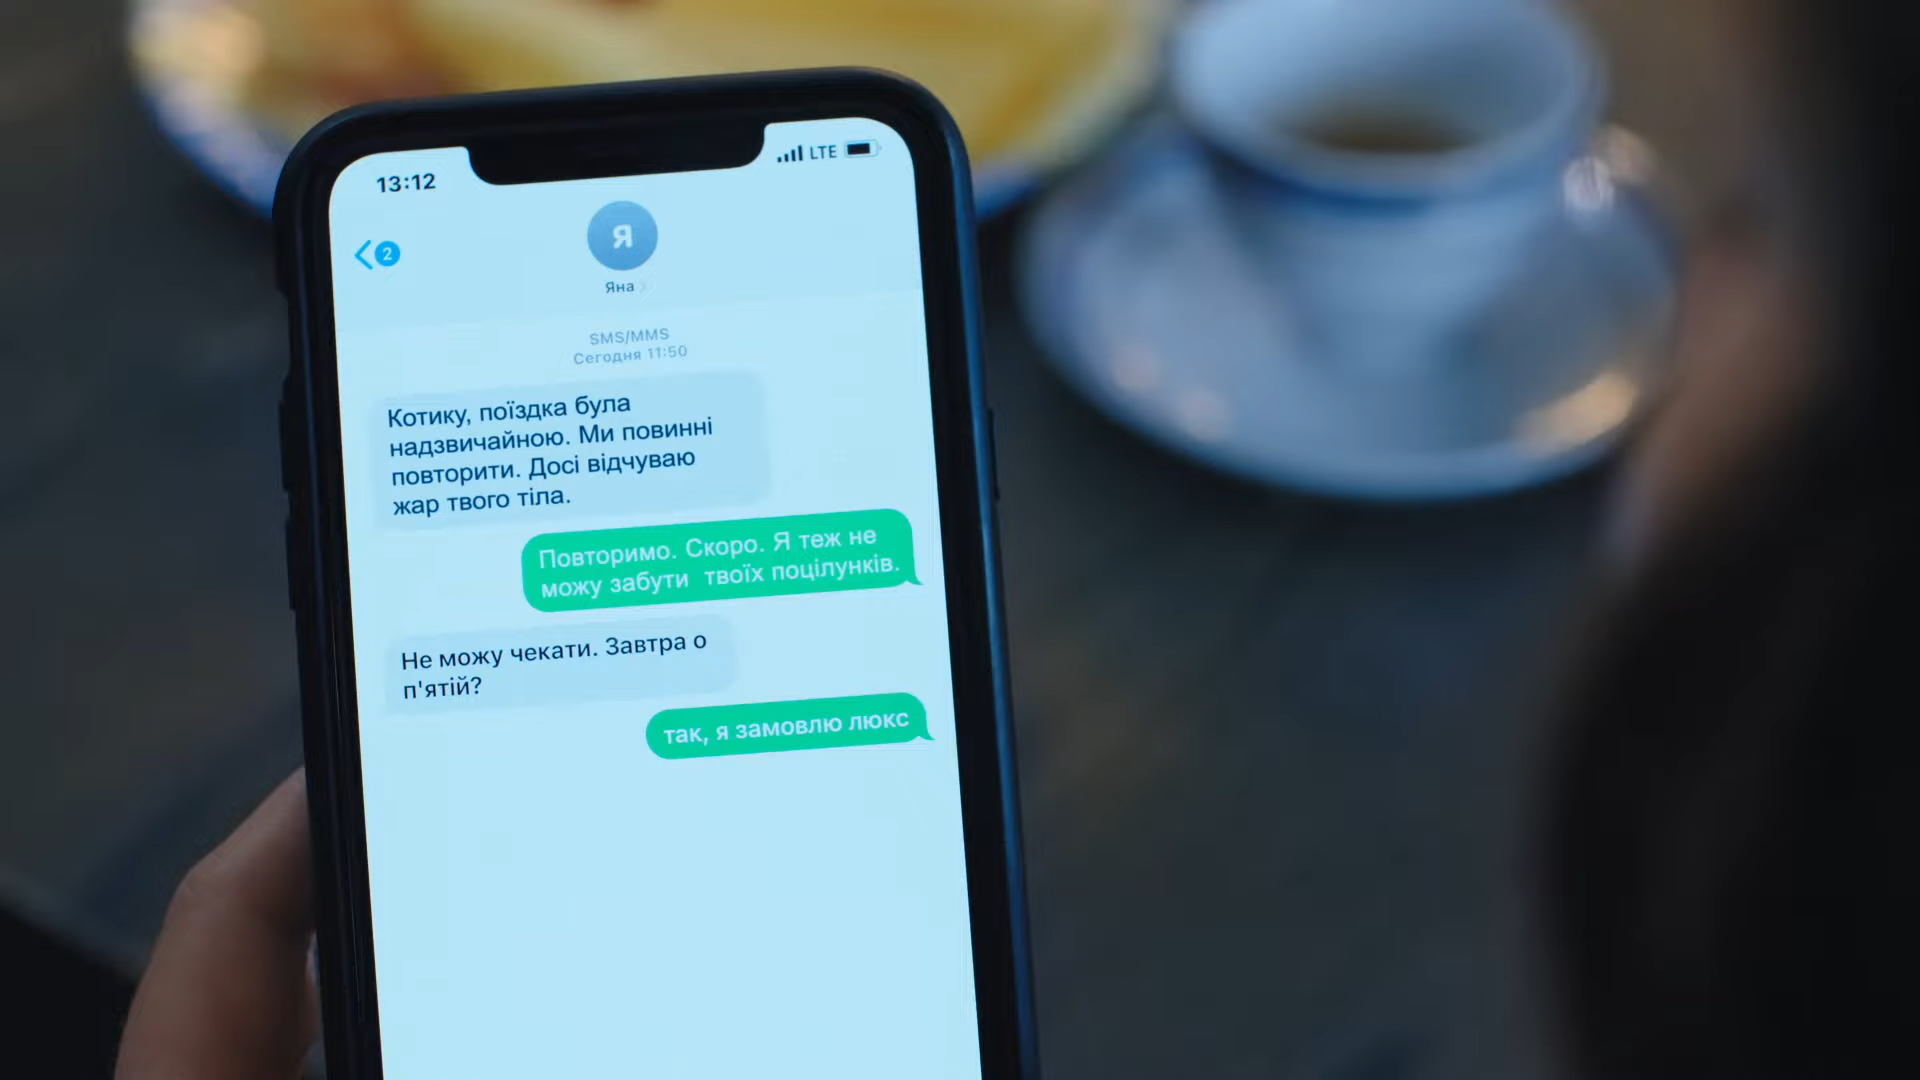 13:12
LTE
2
Я
Яна
SMS/MMS
Сегодня 11:50
Котику, поїздка була
надзвичайною. Ми повинні
повторити. Досі відчуваю
жар твого тіла.
Повторимо. Скоро. Я теж не
можу забути  твоїх поцілунків.
Не можу чекати. Завтра о
п'ятій?
так, я замовлю люкс